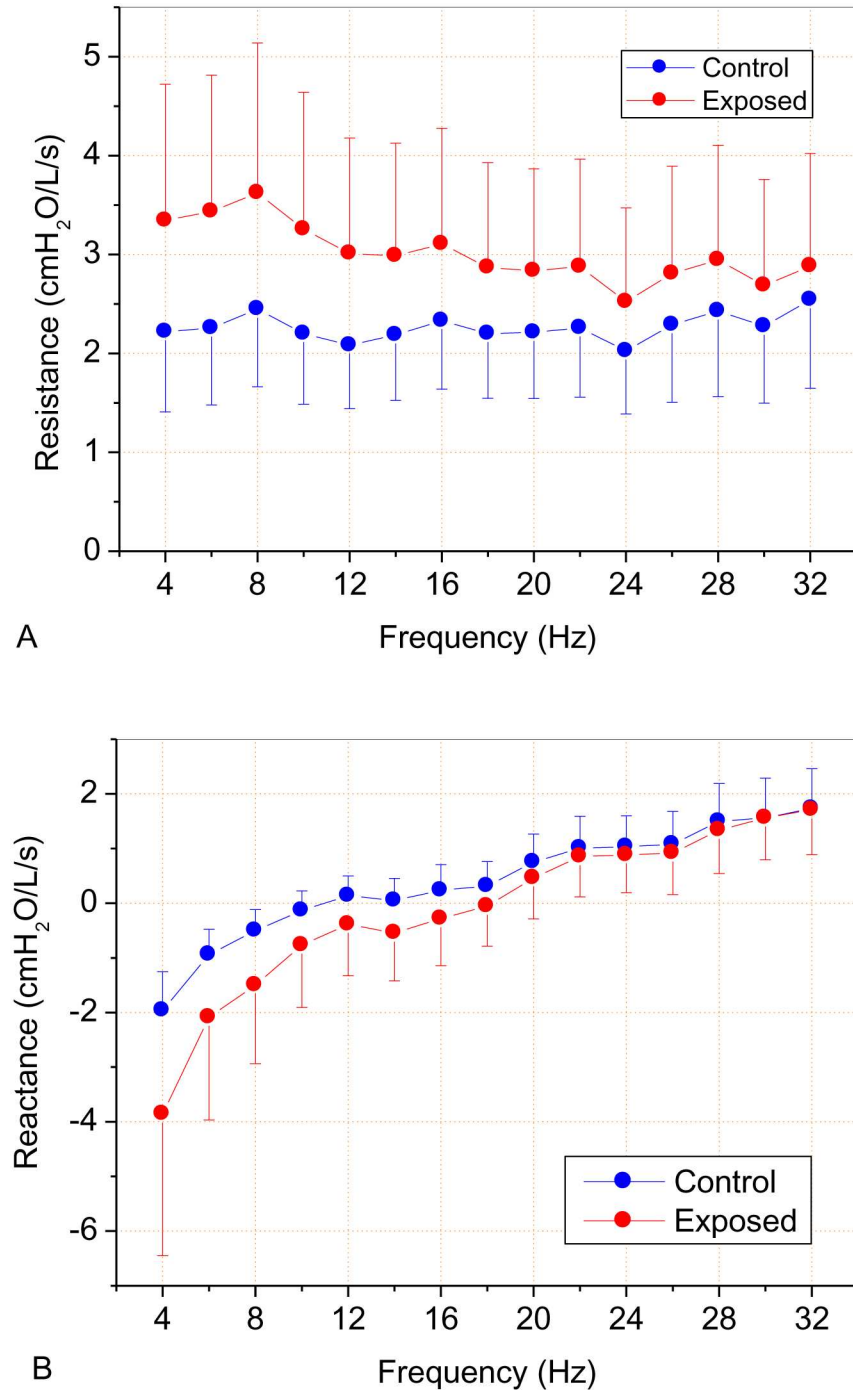 5
4
3
2
1
0
Resistance (cmH₂O/L/s)
Control
Exposed
4 8 12 16 20 24 28 32
Frequency (Hz)
A
2
0
-2
-4
-6
Reactance (cmH₂O/L/s)
Control
Exposed
4 8 12 16 20 24 28 32
Frequency (Hz)
B